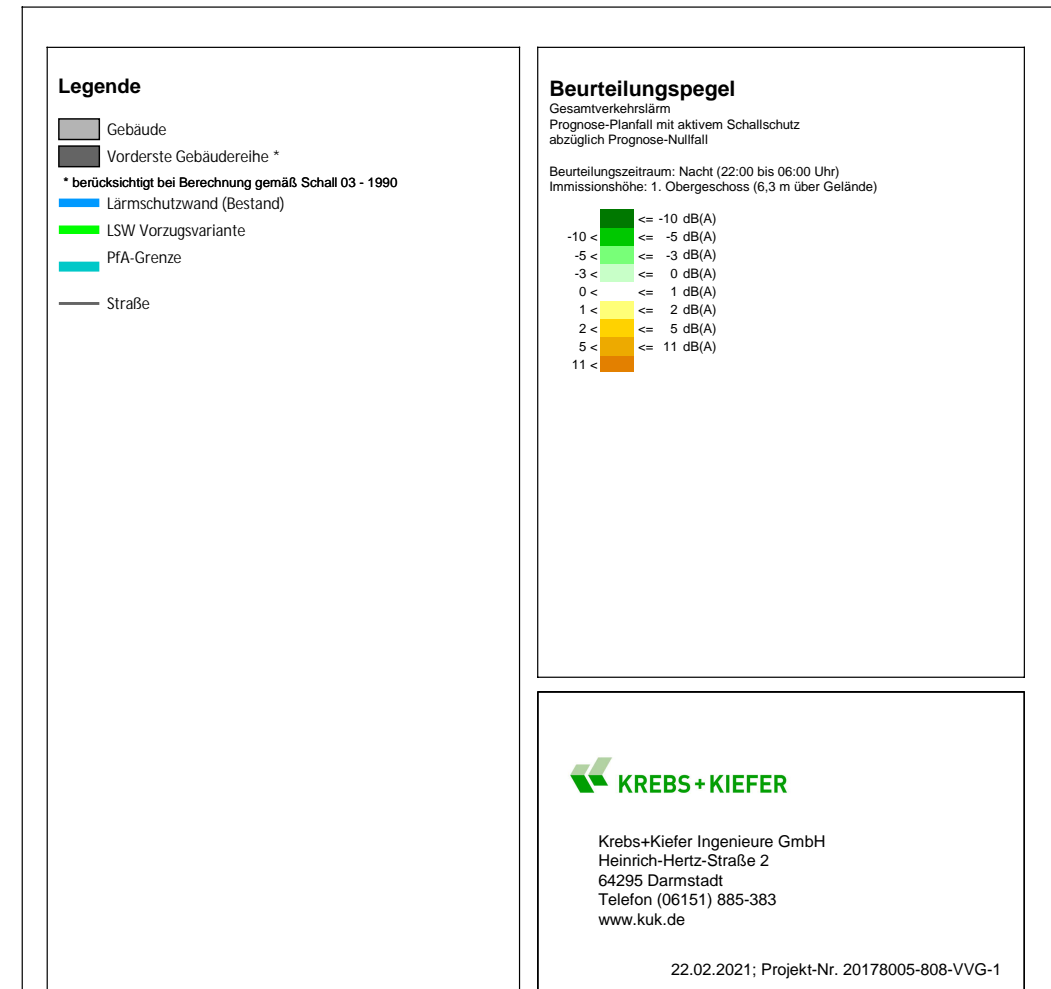 Legende
Gebäude
Vorderste Gebäudereihe *
* berücksichtigt bei Berechnung gemäß Schall 03 - 1990
Lärmschutzwand (Bestand)
LSW Vorzugsvariante
PfA-Grenze
Straße
Beurteilungspegel
Gesamtverkehrslärm
Prognose-Planfall mit aktivem Schallschutz
abzüglich Prognose-Nullfall
Beurteilungszeitraum: Nacht (22:00 bis 06:00 Uhr)
Immissionshöhe: 1. Obergeschoss (6,3 m über Gelände)
<= -10 dB(A)
-10 < <= -5 dB(A)
-5 < <= -3 dB(A)
-3 < <= 0 dB(A)
0 < <= 1 dB(A)
1 < <= 2 dB(A)
2 < <= 5 dB(A)
5 < <= 11 dB(A)
11 <
KREBS+KIEFER
Krebs+Kiefer Ingenieure GmbH
Heinrich-Hertz-Straße 2
64295 Darmstadt
Telefon (06151) 885-383
www.kuk.de
22.02.2021; Projekt-Nr. 20178005-808-VVG-1